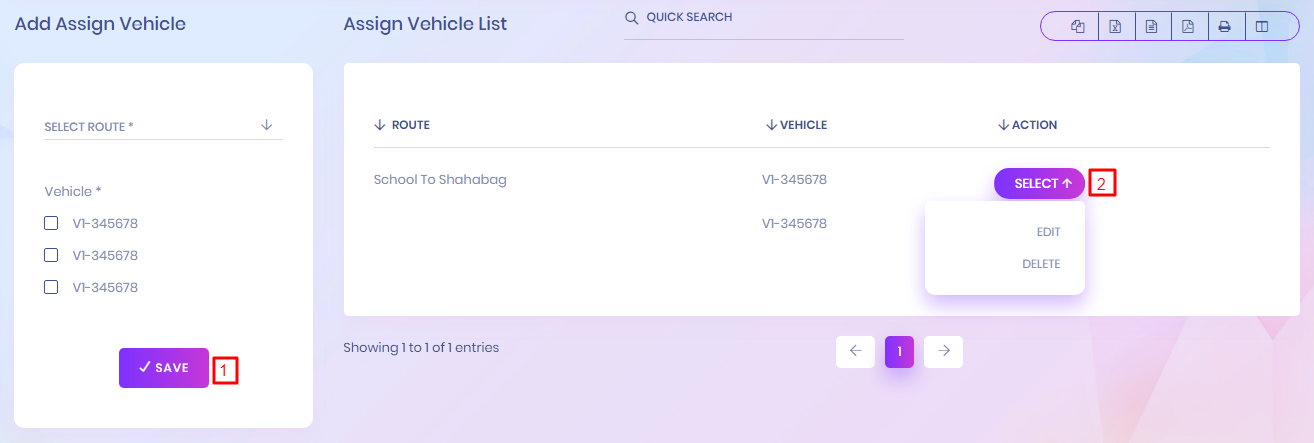 Add Assign Vehicle
SELECT ROUTE *
Vehicle *
V1-345678
V1-345678
V1-345678
SAVE
1
Assign Vehicle List
QUICK SEARCH
ROUTE VEHICLE ACTION
School To Shahabag V1-345678 SELECT
2
V1-345678
EDIT
DELETE
Showing 1 to 1 of 1 entries
1